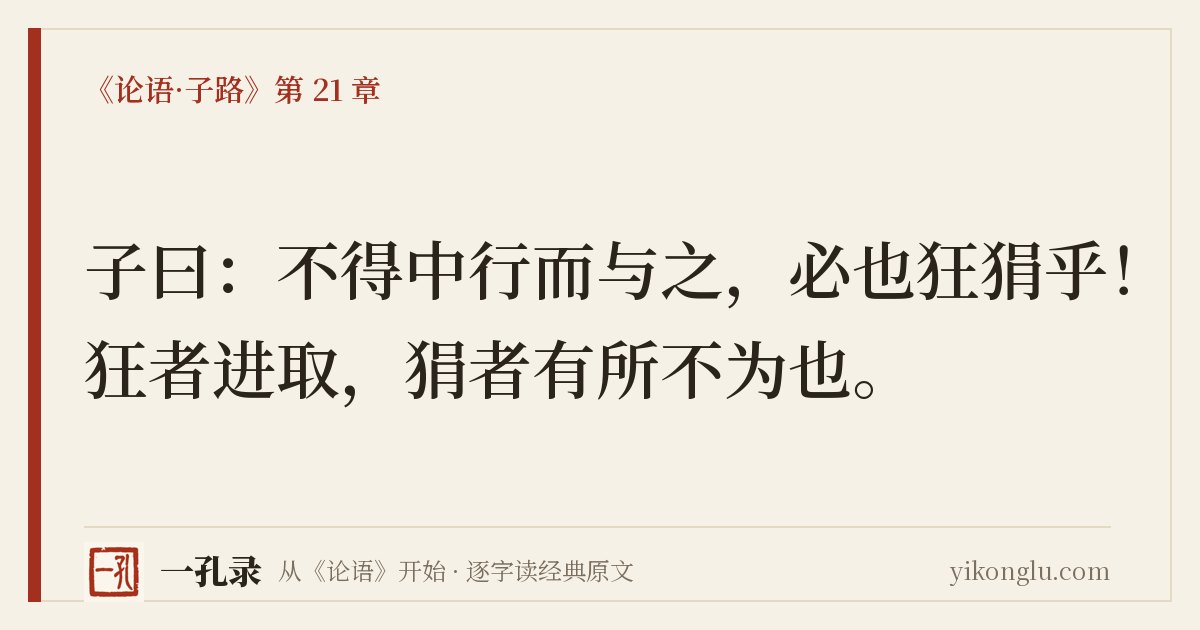 《论语·子路》第 21 章
子曰：不得中行而与之，必也狂狷乎！
狂者进取，狷者有所不为也。
一孔
一孔录 从《论语》开始 · 逐字读经典原文 yikonglu.com